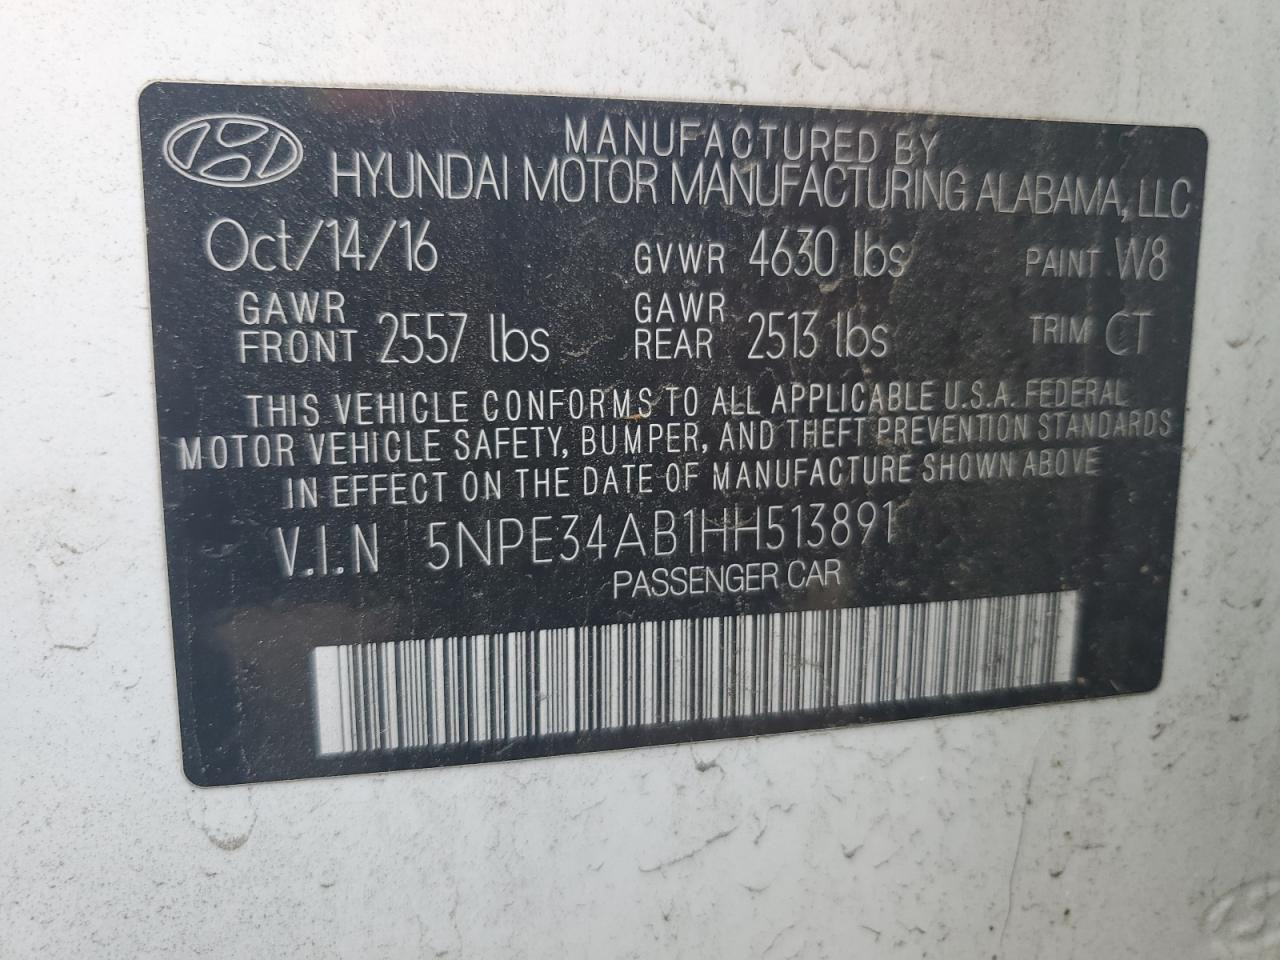 MANUFACTURED BY
HYUNDAI MOTOR MANUFACTURING ALABAMA, LLC
Oct/14/16 GVWR 4630 lbs PAINT W8
GAWR FRONT 2557 lbs GAWR REAR 2513 lbs TRIM CT
THIS VEHICLE CONFORMS TO ALL APPLICABLE U.S.A. FEDERAL
MOTOR VEHICLE SAFETY, BUMPER, AND THEFT PREVENTION STANDARDS
IN EFFECT ON THE DATE OF MANUFACTURE SHOWN ABOVE
V.I.N 5NPE34AB1HH513891
PASSENGER CAR